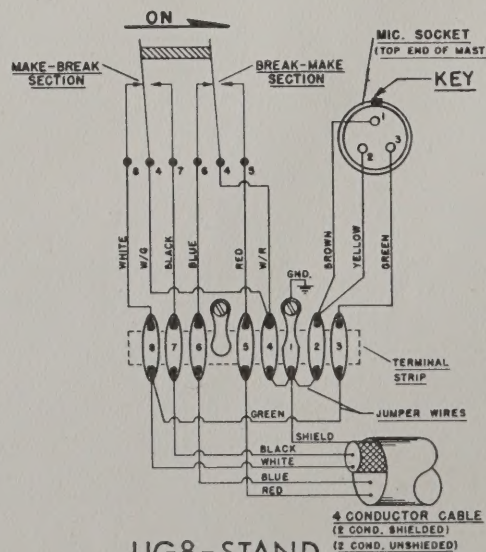 ON
MAKE-BREAK
SECTION
BREAK-MAKE
SECTION
MIC. SOCKET
(TOP END OF MAST
KEY
1
2
3
8 4 7 6 4 5
WHITE
W/G
BLACK
BLUE
RED
W/R
BROWN
YELLOW
GREEN
GND.
8 7 6 5 4 1 2 3
TERMINAL
STRIP
GREEN
JUMPER WIRES
SHIELD
BLACK
WHITE
BLUE
RED
4 CONDUCTOR CABLE
(2 COND. SHIELDED)
(2 COND. UNSHIEDED)
UG8-STAND